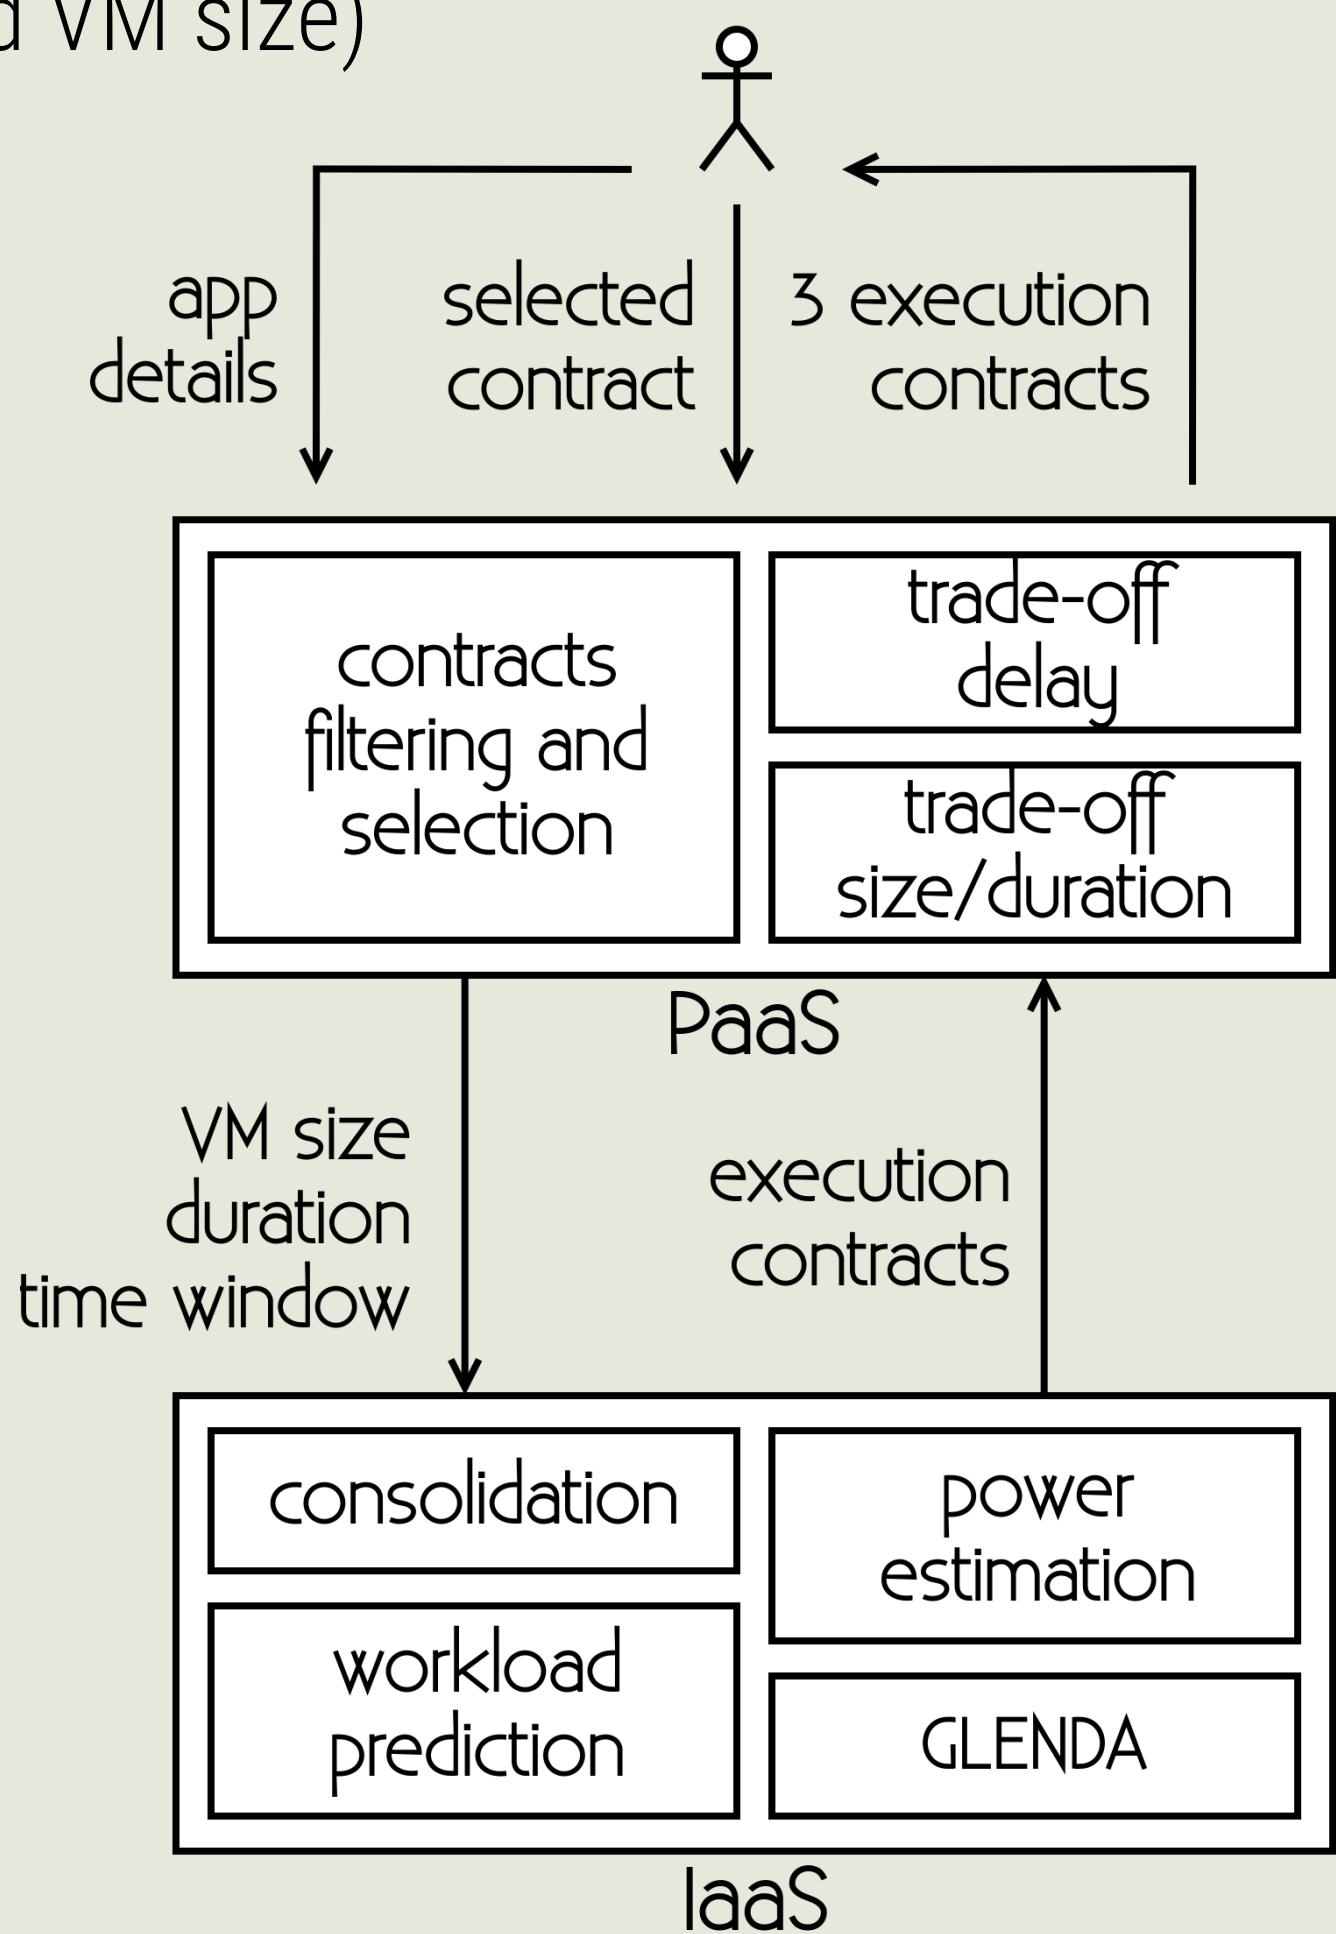 d VM size)
app
details
selected
contract
3 execution
contracts
contracts
filtering and
selection
trade-off
delay
trade-off
size/duration
PaaS
VM size
duration
time window
execution
contracts
consolidation
workload
prediction
power
estimation
GLENDA
IaaS